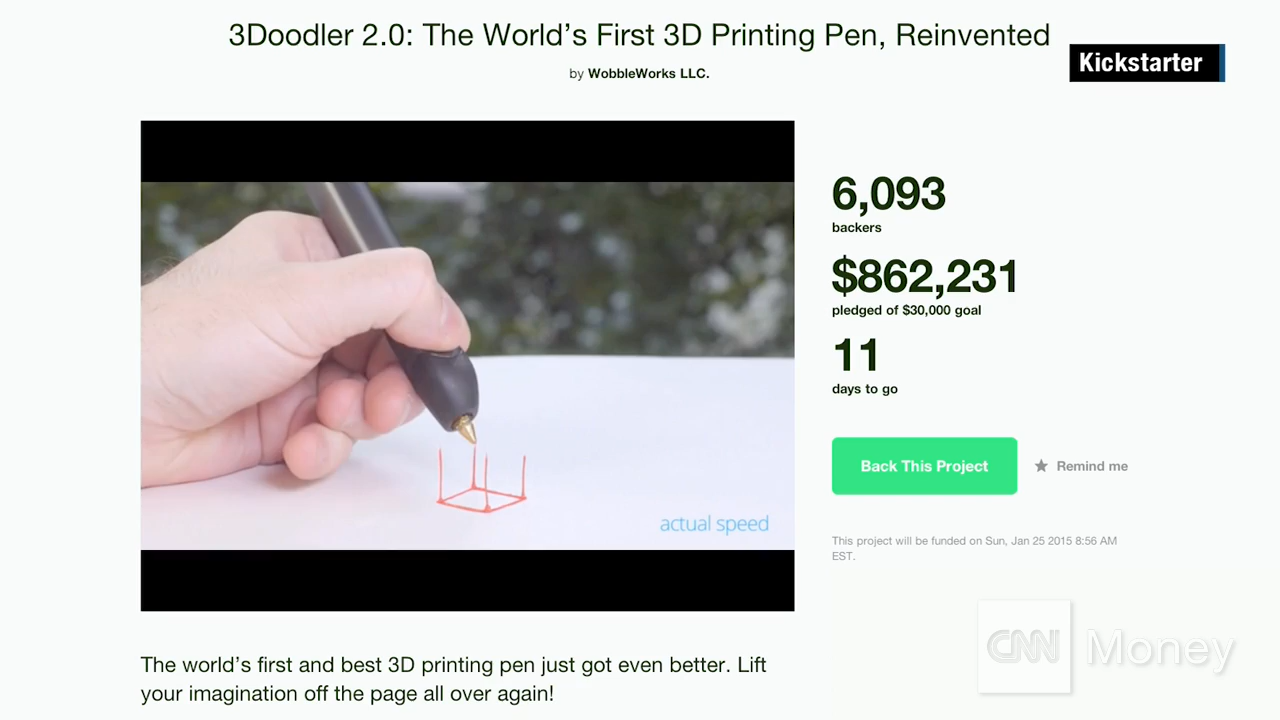 3Doodler 2.0: The World's First 3D Printing Pen, Reinvented
by WobbleWorks LLC.
Kickstarter
6,093
backers
$862,231
pledged of $30,000 goal
11
days to go
Back This Project
Remind me
actual speed
This project will be funded on Sun, Jan 25 2015 8:56 AM
EST.
CNN Money
The world's first and best 3D printing pen just got even better. Lift
your imagination off the page all over again!